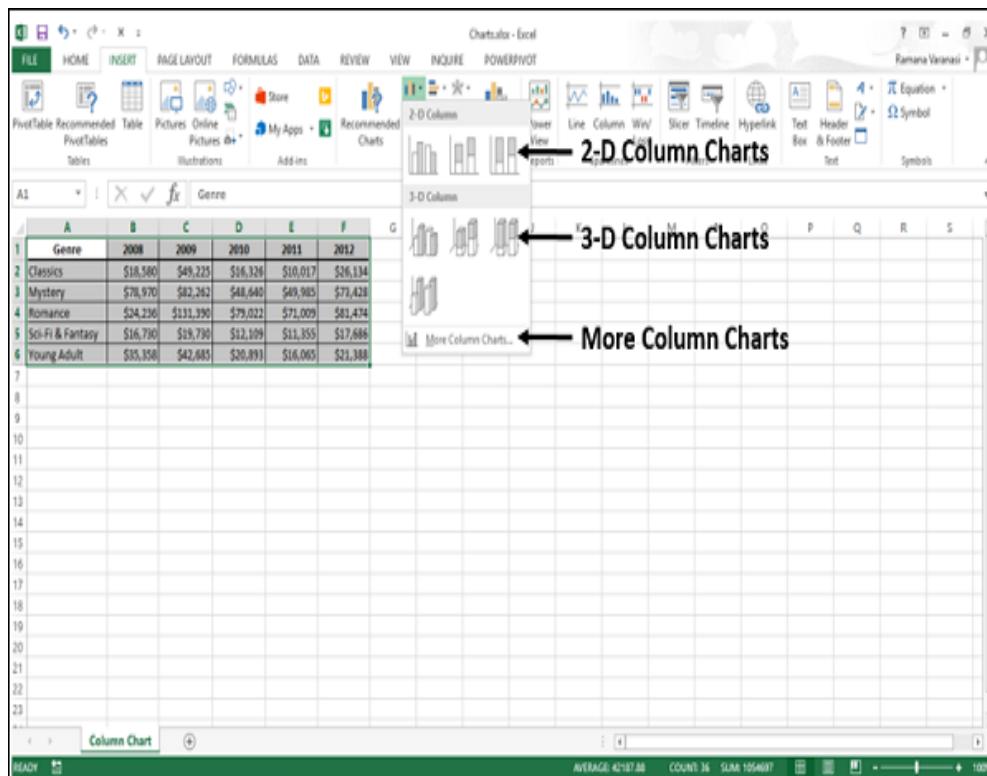 Charts.xlsx - Excel
FILE HOME INSERT PAGE LAYOUT FORMULAS DATA REVIEW VIEW INQUIRE POWERPIVOT Ramana Varanasi
PivotTable Recommended PivotTables Table
Tables
Pictures Online Pictures
Illustrations
Store
My Apps
Add-ins
Recommended Charts
Line Column Win/
Slicer Timeline Hyperlink
Text Box Header & Footer
Text
Equation
Symbol
Symbols
2-D Column
2-D Column Charts
3-D Column
3-D Column Charts
More Column Charts...
More Column Charts
A1 fx Genre
A B C D E F G P Q R S
1 Genre 2008 2009 2010 2011 2012
2 Classics $18,580 $49,225 $16,326 $10,017 $26,134
3 Mystery $78,970 $82,262 $48,640 $49,985 $73,428
4 Romance $24,236 $131,390 $79,022 $71,009 $81,474
5 Sci-Fi & Fantasy $16,730 $19,730 $12,109 $11,355 $17,686
6 Young Adult $35,358 $42,685 $20,893 $16,065 $21,388
7
8
9
10
11
12
13
14
15
16
17
18
19
20
21
22
23
Column Chart
READY AVERAGE: 42187.88 COUNT: 36 SUM: 1054697